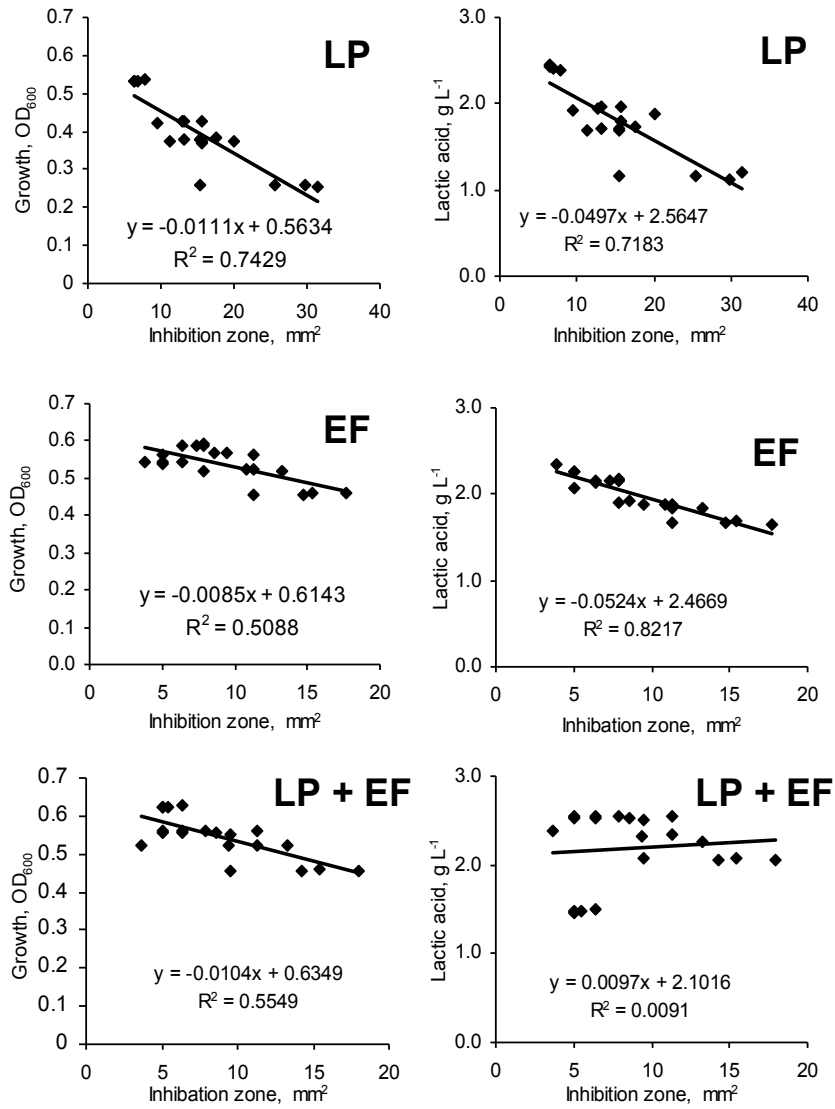 LP
Growth, OD600
0.7
0.6
0.5
0.4
0.3
0.2
0.1
0
y = -0.0111x + 0.5634
R² = 0.7429
0 10 20 30 40
Inhibition zone, mm²
LP
Lactic acid, g L⁻¹
3.0
2.0
1.0
0.0
y = -0.0497x + 2.5647
R² = 0.7183
0 10 20 30 40
Inhibition zone, mm²
EF
Growth, OD600
0.7
0.6
0.5
0.4
0.3
0.2
0.1
0.0
y = -0.0085x + 0.6143
R² = 0.5088
0 5 10 15 20
Inhibition zone, mm²
EF
Lactic acid, g L⁻¹
3.0
2.0
1.0
0.0
y = -0.0524x + 2.4669
R² = 0.8217
0 5 10 15 20
Inhibation zone, mm²
LP + EF
Growth, OD600
0.7
0.6
0.5
0.4
0.3
0.2
0.1
0
y = -0.0104x + 0.6349
R² = 0.5549
0 5 10 15 20
Inhibation zone, mm²
LP + EF
Lactic acid, g L⁻¹
3.0
2.0
1.0
0.0
y = 0.0097x + 2.1016
R² = 0.0091
0 5 10 15 20
Inhibition zone, mm²